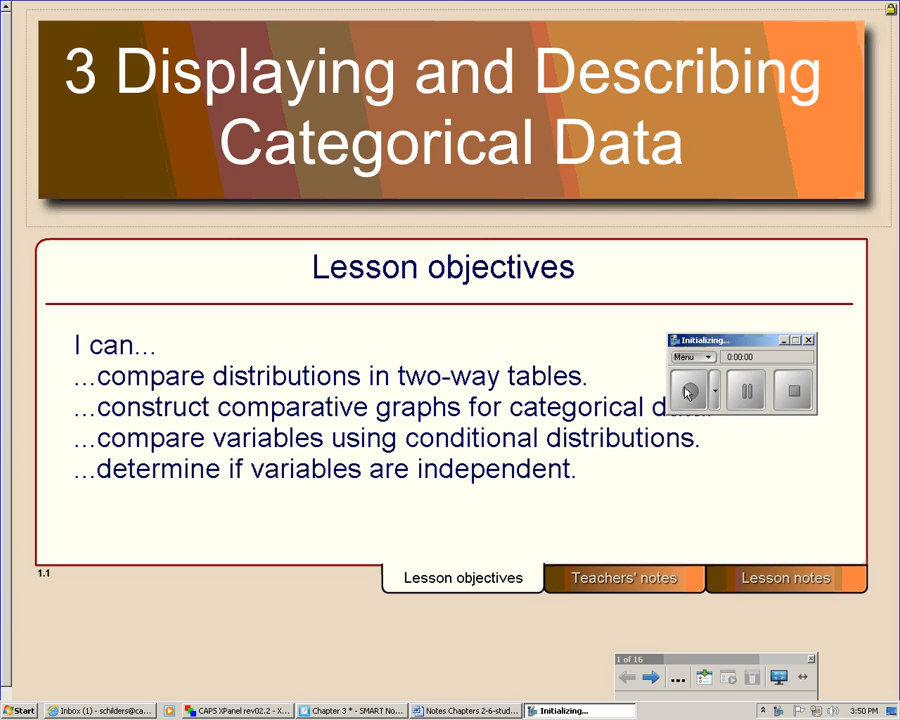 3 Displaying and Describing
Categorical Data
Lesson objectives
I can...
...compare distributions in two-way tables.
...construct comparative graphs for categorical
...compare variables using conditional distributions.
...determine if variables are independent.
Initializing...
Menu
0:00:00
1.1
Lesson objectives
Teachers' notes
Lesson notes
1 of 16
Start
Inbox (1) - schilders@ca...
CAPS XPanel rev02.2 - X...
Chapter 3 * - SMART No...
Notes Chapters 2-6-stud...
Initializing...
3:50 PM